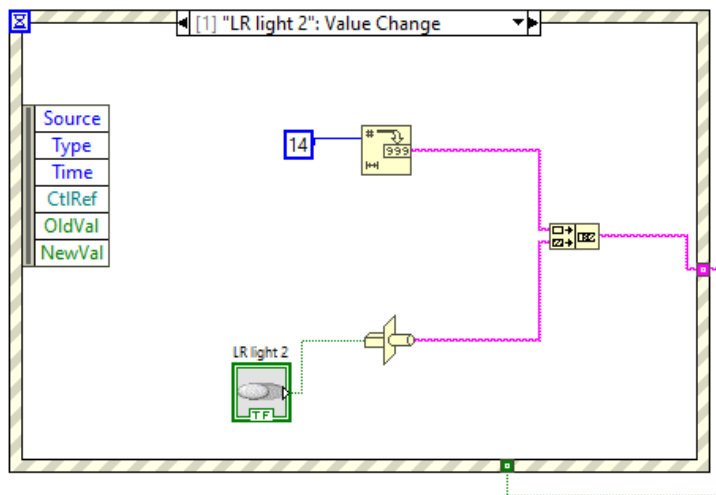 [1] "LR light 2": Value Change
Source
Type
Time
CtlRef
OldVal
NewVal
14
#
999
LR light 2
TF